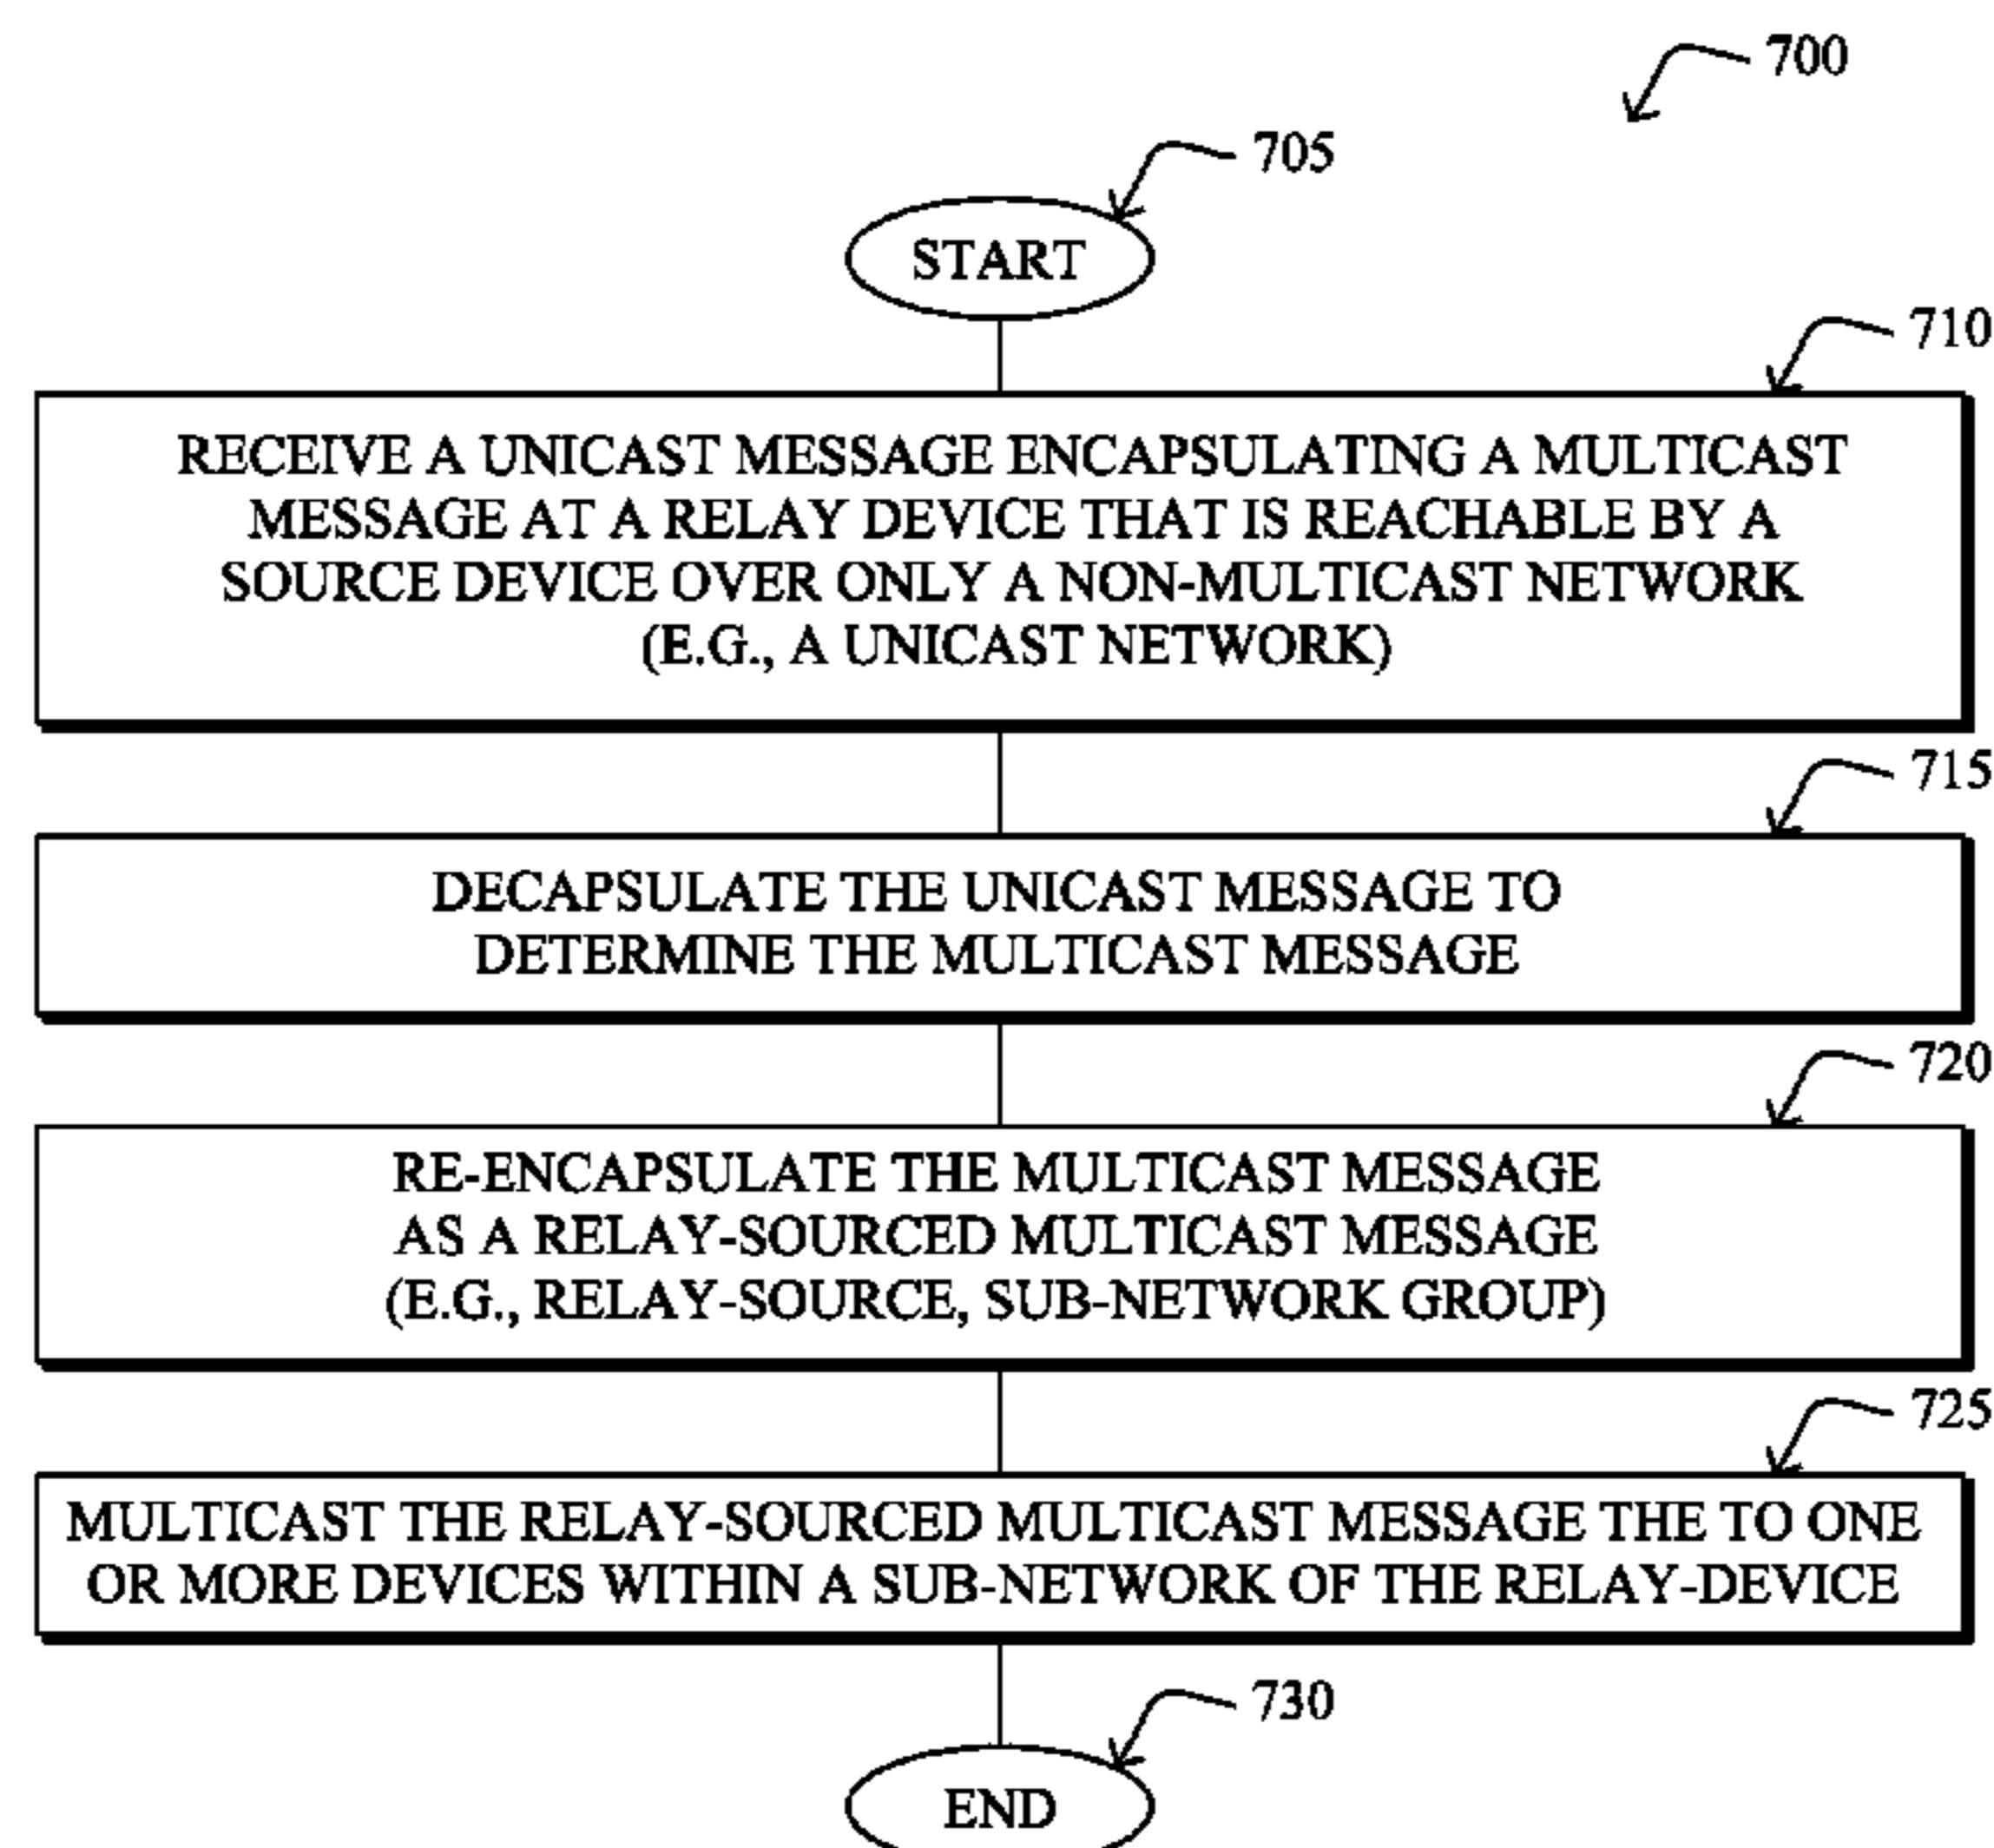 700
705
START
710
RECEIVE A UNICAST MESSAGE ENCAPSULATING A MULTICAST
MESSAGE AT A RELAY DEVICE THAT IS REACHABLE BY A
SOURCE DEVICE OVER ONLY A NON-MULTICAST NETWORK
(E.G., A UNICAST NETWORK)
715
DECAPSULATE THE UNICAST MESSAGE TO
DETERMINE THE MULTICAST MESSAGE
720
RE-ENCAPSULATE THE MULTICAST MESSAGE
AS A RELAY-SOURCED MULTICAST MESSAGE
(E.G., RELAY-SOURCE, SUB-NETWORK GROUP)
725
MULTICAST THE RELAY-SOURCED MULTICAST MESSAGE THE TO ONE
OR MORE DEVICES WITHIN A SUB-NETWORK OF THE RELAY-DEVICE
730
END